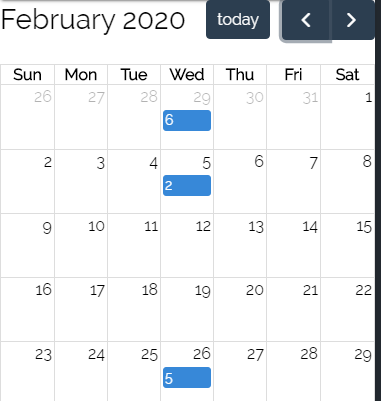 February 2020 today
Sun Mon Tue Wed Thu Fri Sat
26 27 28 29 30 31 1
6
2 3 4 5 6 7 8
2
9 10 11 12 13 14 15
16 17 18 19 20 21 22
23 24 25 26 27 28 29
5